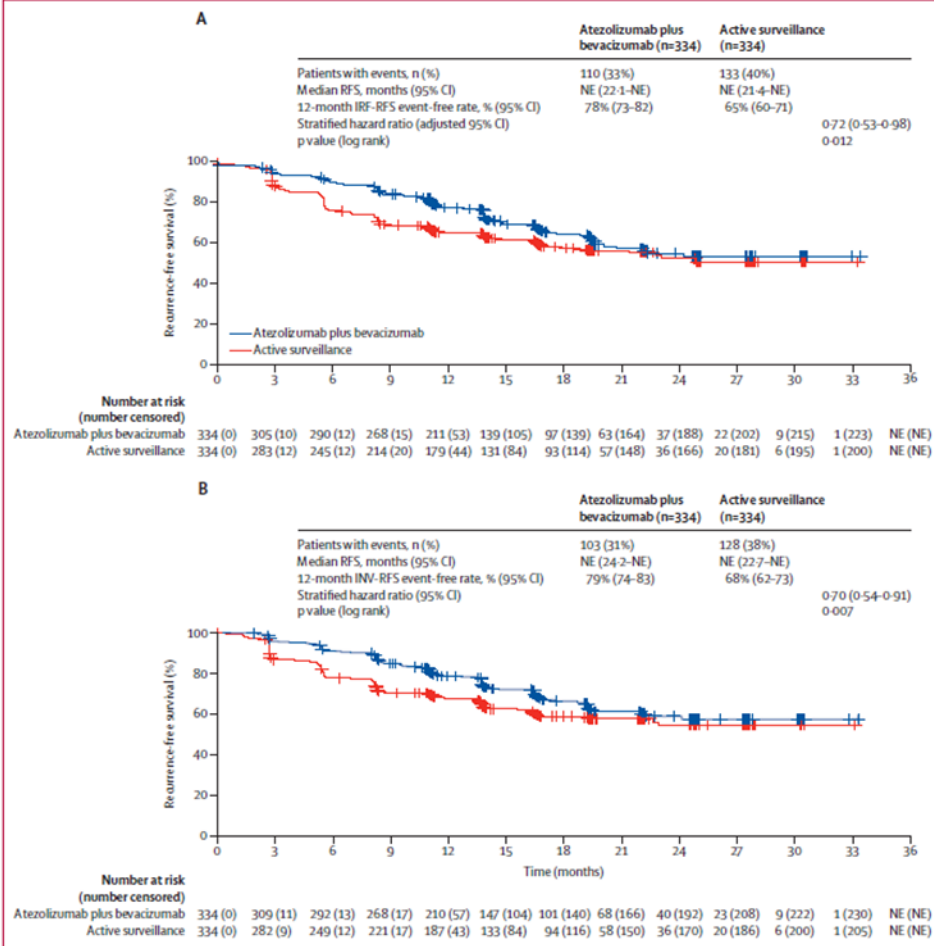 A
Atezolizumab plus bevacizumab (n=334) Active surveillance (n=334)
Patients with events, n (%) 110 (33%) 133 (40%)
Median RFS, months (95% CI) NE (22·1–NE) NE (21·4–NE)
12-month IRF-RFS event-free rate, % (95% CI) 78% (73–82) 65% (60–71)
Stratified hazard ratio (adjusted 95% CI) 0·72 (0·53–0·98)
p value (log rank) 0·012
Recurrence-free survival (%)
100
80
60
40
20
0
Atezolizumab plus bevacizumab
Active surveillance
0 3 6 9 12 15 18 21 24 27 30 33 36
Number at risk
(number censored)
Atezolizumab plus bevacizumab 334 (0) 305 (10) 290 (12) 268 (15) 211 (53) 139 (105) 97 (139) 63 (164) 37 (188) 22 (202) 9 (215) 1 (223) NE (NE)
Active surveillance 334 (0) 283 (12) 245 (12) 214 (20) 179 (44) 131 (84) 93 (114) 57 (148) 36 (166) 20 (181) 6 (195) 1 (200) NE (NE)
B
Atezolizumab plus bevacizumab (n=334) Active surveillance (n=334)
Patients with events, n (%) 103 (31%) 128 (38%)
Median RFS, months (95% CI) NE (24·2–NE) NE (22·7–NE)
12-month INV-RFS event-free rate, % (95% CI) 79% (74–83) 68% (62–73)
Stratified hazard ratio (95% CI) 0·70 (0·54–0·91)
p value (log rank) 0·007
Recurrence-free survival (%)
100
80
60
40
20
0
0 3 6 9 12 15 18 21 24 27 30 33 36
Time (months)
Number at risk
(number censored)
Atezolizumab plus bevacizumab 334 (0) 309 (11) 292 (13) 268 (17) 210 (57) 147 (104) 101 (140) 68 (166) 40 (192) 23 (208) 9 (222) 1 (230) NE (NE)
Active surveillance 334 (0) 282 (9) 249 (12) 221 (17) 187 (43) 133 (84) 94 (116) 58 (150) 36 (170) 20 (186) 6 (200) 1 (205) NE (NE)